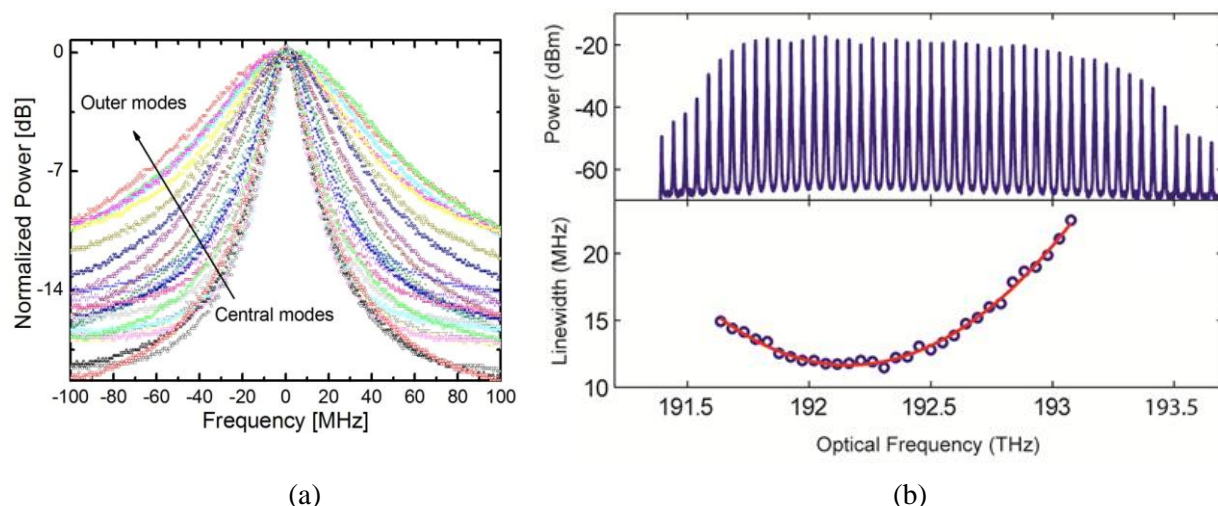 0
-7
-14
Normalized Power [dB]
Outer modes
Central modes
-100 -80 -60 -40 -20 0 20 40 60 80 100
Frequency [MHz]
(a)
-20
-40
-60
Power (dBm)
20
15
10
Linewidth (MHz)
191.5 192 192.5 193 193.5
Optical Frequency (THz)
(b)